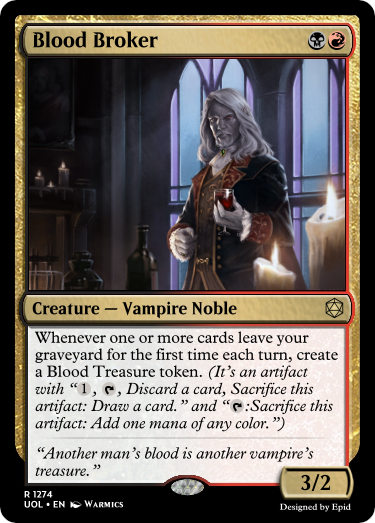 Blood Broker
Creature — Vampire Noble
Whenever one or more cards leave your
graveyard for the first time each turn, create
a Blood Treasure token. (It's an artifact
with “1, , Discard a card, Sacrifice this
artifact: Draw a card.” and “:Sacrifice this
artifact: Add one mana of any color.”)
“Another man's blood is another vampire's
treasure.”
3/2
R 1274
UOL • EN Warmics
Designed by Epid